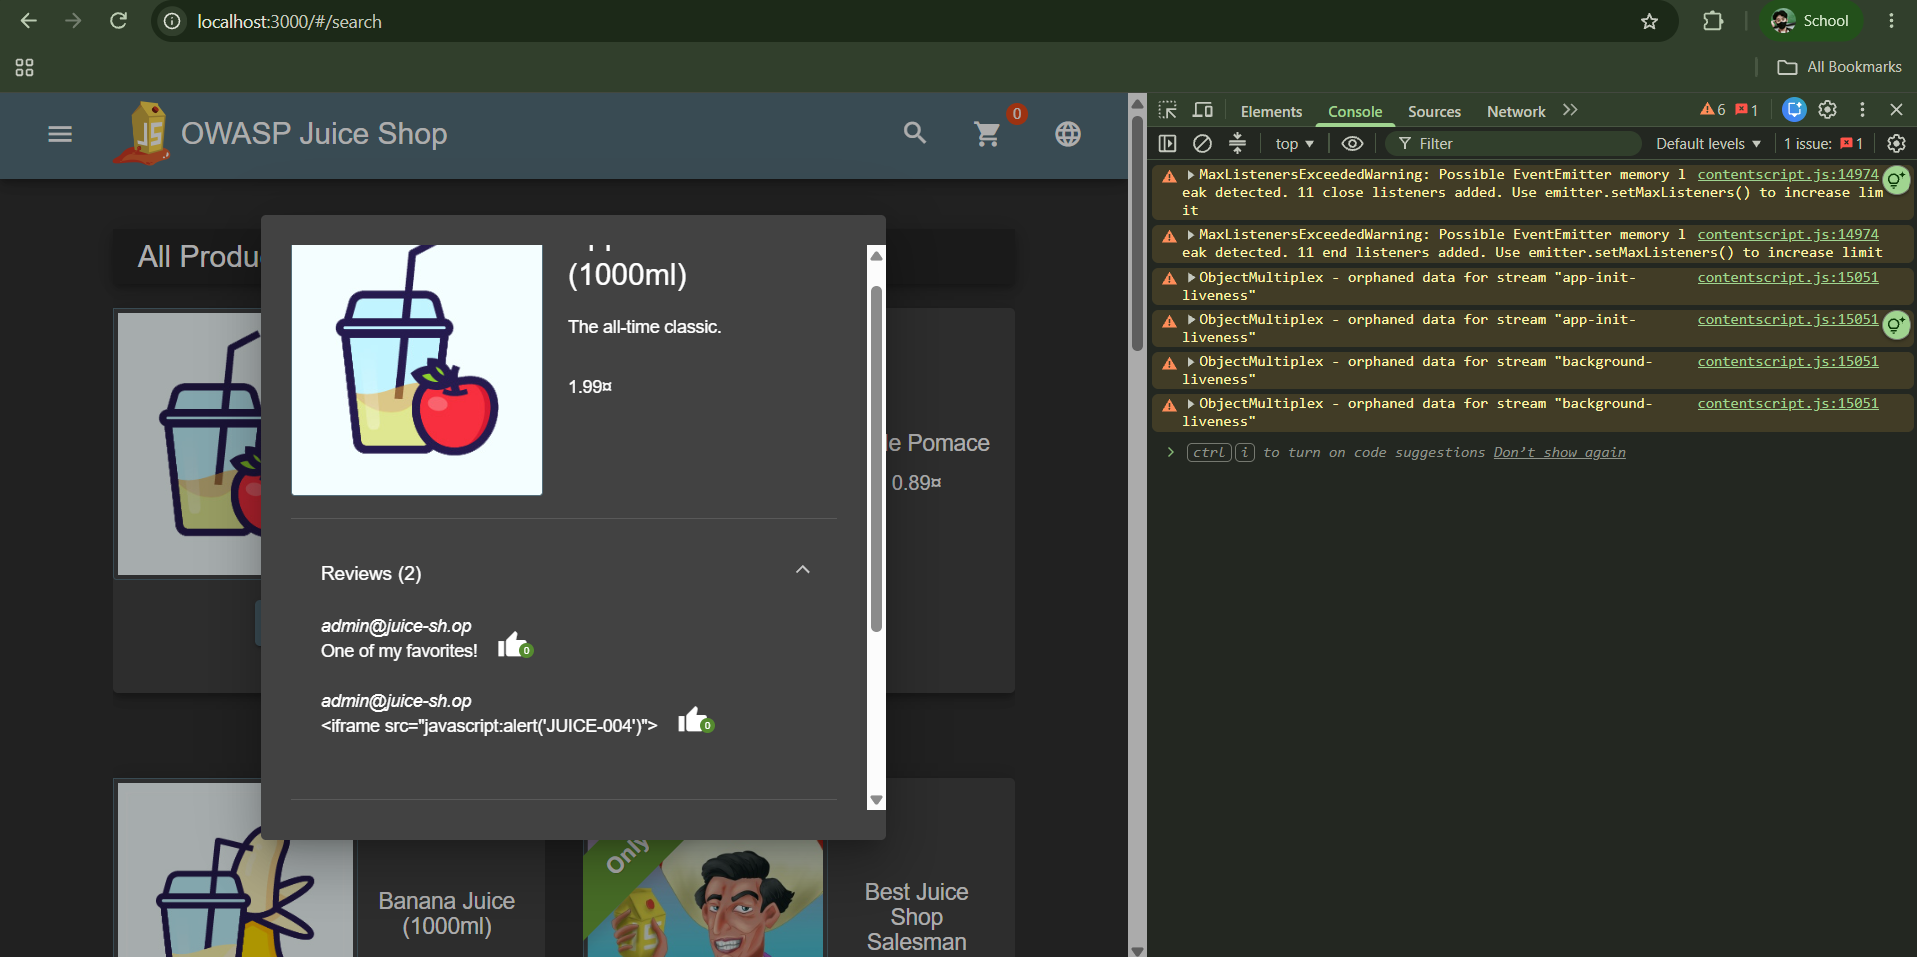 localhost:3000/#/search
School
All Bookmarks
JS
OWASP Juice Shop
0
All Produ
(1000ml)
The all-time classic.
1.99¤
Reviews (2)
admin@juice-sh.op
One of my favorites!
0
admin@juice-sh.op
<iframe src="javascript:alert('JUICE-004')">
0
le Pomace
0.89¤
Banana Juice
(1000ml)
Only
Best Juice
Shop
Salesman
Elements
Console
Sources
Network
6
1
top
Filter
Default levels
1 issue:
1
MaxListenersExceededWarning: Possible EventEmitter memory l contentscript.js:14974
eak detected. 11 close listeners added. Use emitter.setMaxListeners() to increase lim
it
MaxListenersExceededWarning: Possible EventEmitter memory l contentscript.js:14974
eak detected. 11 end listeners added. Use emitter.setMaxListeners() to increase limit
ObjectMultiplex - orphaned data for stream "app-init- contentscript.js:15051
liveness"
ObjectMultiplex - orphaned data for stream "app-init- contentscript.js:15051
liveness"
ObjectMultiplex - orphaned data for stream "background- contentscript.js:15051
liveness"
ObjectMultiplex - orphaned data for stream "background- contentscript.js:15051
liveness"
ctrl i to turn on code suggestions Don't show again